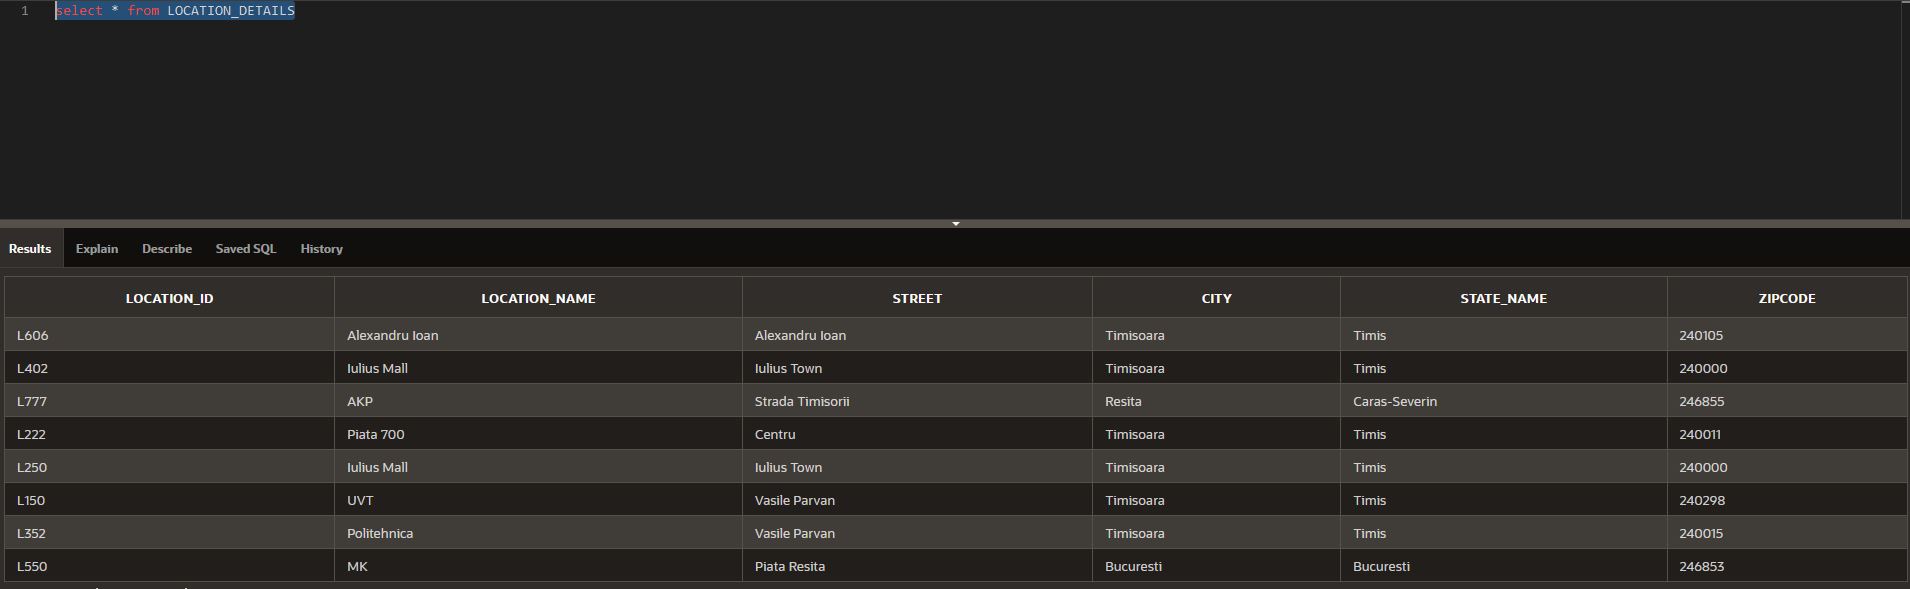 1 select * from LOCATION_DETAILS
Results Explain Describe Saved SQL History
LOCATION_ID LOCATION_NAME STREET CITY STATE_NAME ZIPCODE
L606 Alexandru Ioan Alexandru Ioan Timisoara Timis 240105
L402 Iulius Mall Iulius Town Timisoara Timis 240000
L777 AKP Strada Timisorii Resita Caras-Severin 246855
L222 Piata 700 Centru Timisoara Timis 240011
L250 Iulius Mall Iulius Town Timisoara Timis 240000
L150 UVT Vasile Parvan Timisoara Timis 240298
L352 Politehnica Vasile Parvan Timisoara Timis 240015
L550 MK Piata Resita Bucuresti Bucuresti 246853